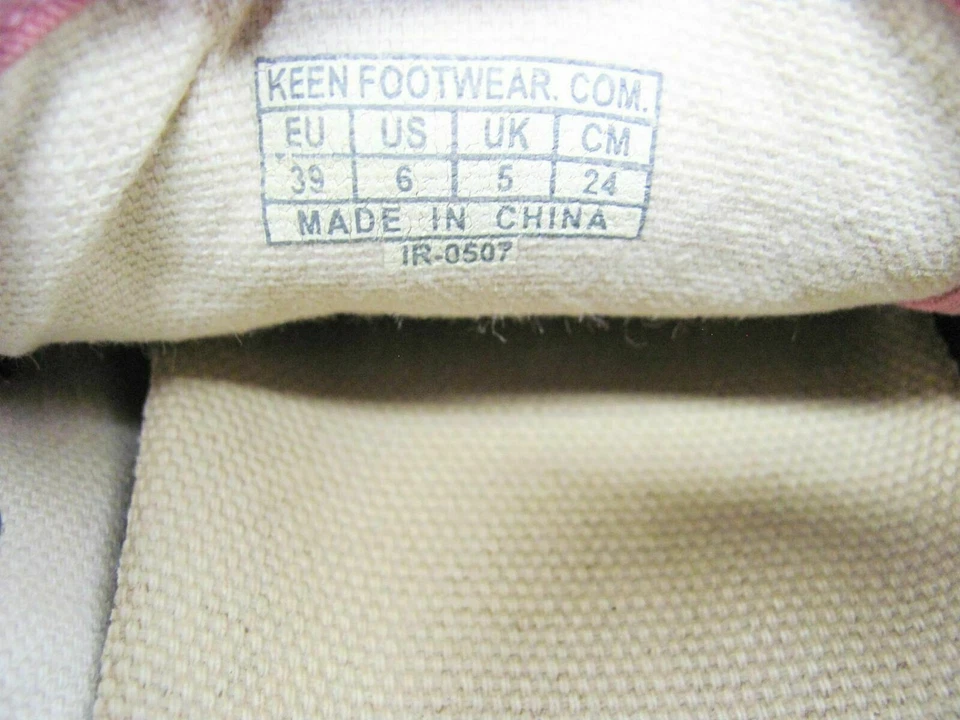 KEEN FOOTWEAR. COM.
EU US UK CM
39 6 5 24
MADE IN CHINA
IR-0507